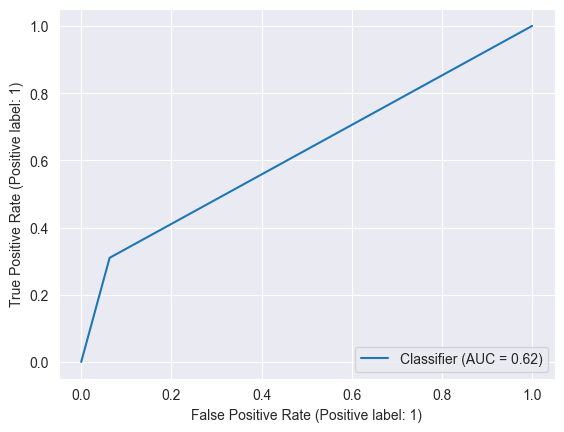 1.0
0.8
0.6
0.4
0.2
0.0
True Positive Rate (Positive label: 1)
Classifier (AUC = 0.62)
0.0 0.2 0.4 0.6 0.8 1.0
False Positive Rate (Positive label: 1)